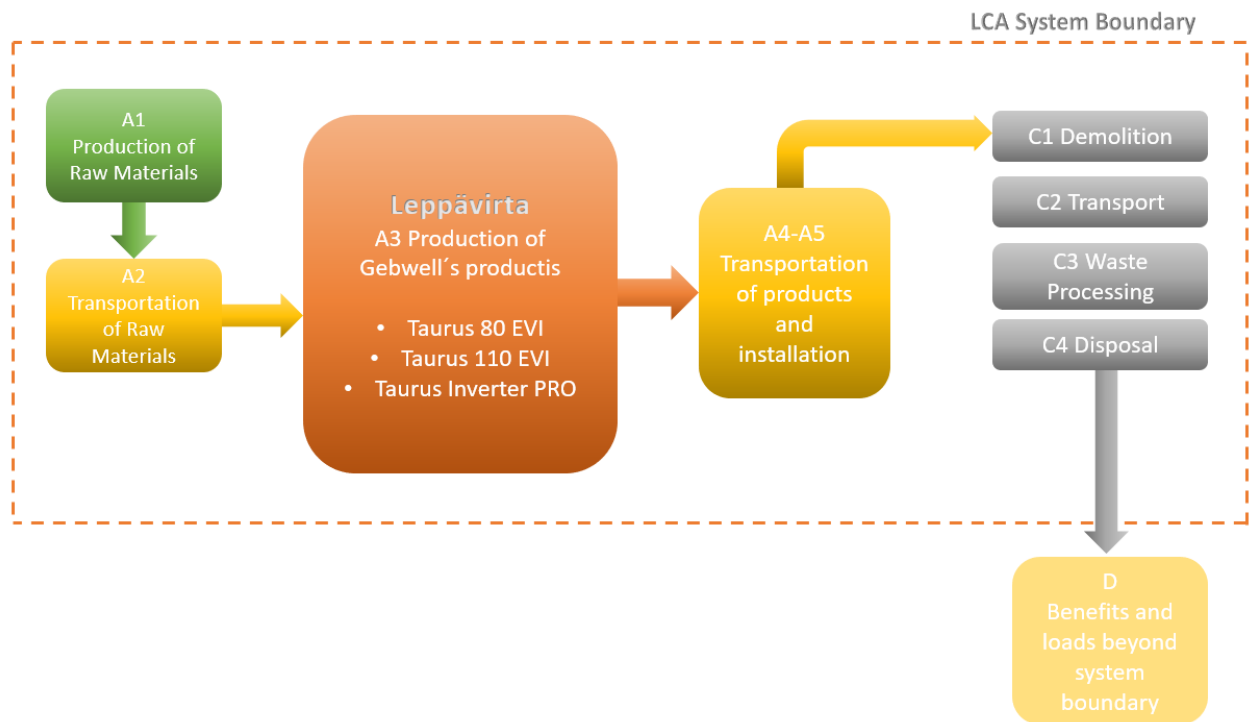 LCA System Boundary
A1
Production of
Raw Materials
A2
Transportation
of Raw
Materials
Leppävirta
A3 Production of
Gebwell´s productis
• Taurus 80 EVI
• Taurus 110 EVI
• Taurus Inverter PRO
A4-A5
Transportation
of products
and
installation
C1 Demolition
C2 Transport
C3 Waste
Processing
C4 Disposal
D
Benefits and
loads beyond
system
boundary